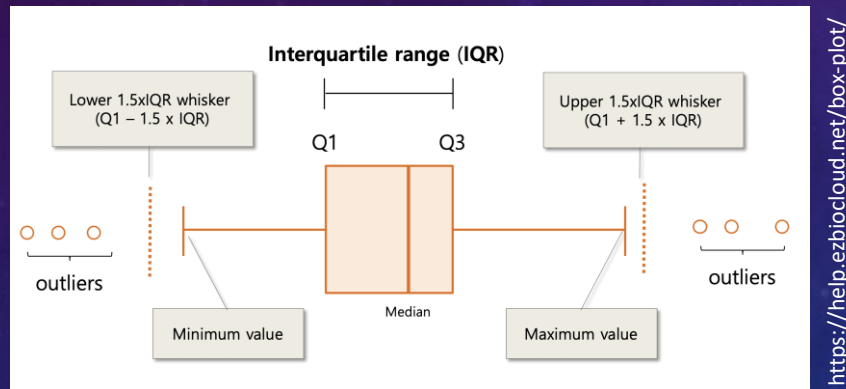 Interquartile range (IQR)
Lower 1.5xIQR whisker
(Q1 – 1.5 x IQR)
Upper 1.5xIQR whisker
(Q1 + 1.5 x IQR)
Q1
Q3
outliers
outliers
Median
Minimum value
Maximum value
https://help.ezbiocloud.net/box-plot/